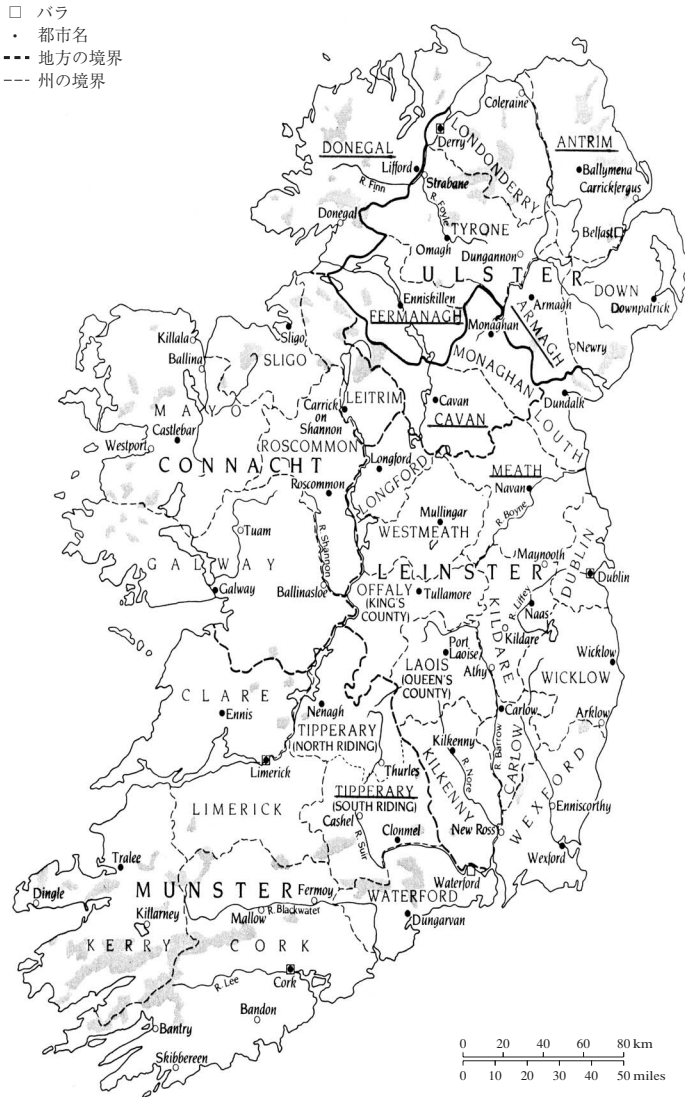 □ バラ
・ 都市名
地方の境界
州の境界
Coleraine
Derry
LONDONDERRY
DONEGAL
ANTRIM
Lifford
R. Finn
Strabane
Ballymena
Carrickfergus
Donegal
R. Foyle
TYRONE
Belfast
Omagh
Dungannon
ULSTER
DOWN
Enniskillen
Armagh
Downpatrick
FERMANAGH
ARMAGH
Monaghan
Sligo
Killala
Newry
Ballina
SLIGO
MONAGHAN
LEITRIM
Cavan
Dundalk
MAYO
Carrick
on
Shannon
CAVAN
LOUTH
Castlebar
Westport
ROSCOMMON
CONNACHT
Longford
LONGFORD
MEATH
Navan
Roscommon
Mullingar
R. Boyne
WESTMEATH
Tuam
R. Shannon
Maynooth
DUBLIN
GALWAY
LEINSTER
Dublin
Galway
Ballinasloe
OFFALY
(KING'S
COUNTY)
Tullamore
R. Liffey
Naas
KILDARE
Kildare
Port
Laoise
Wicklow
LAOIS
(QUEEN'S
COUNTY)
Athy
WICKLOW
CLARE
Ennis
Nenagh
Carlow
Arklow
TIPPERARY
(NORTH RIDING)
Kilkenny
R. Barrow
CARLOW
Limerick
Thurles
KILKENNY
R. Nore
WEXFORD
LIMERICK
TIPPERARY
(SOUTH RIDING)
Enniscorthy
Cashel
R. Suir
Clonmel
New Ross
Wexford
Tralee
Waterford
Dingle
MUNSTER
Fermoy
WATERFORD
Killarney
Mallow
R. Blackwater
Dungarvan
KERRY
CORK
R. Lee
Cork
Bandon
Bantry
Skibbereen
0 20 40 60 80 km
0 10 20 30 40 50 miles